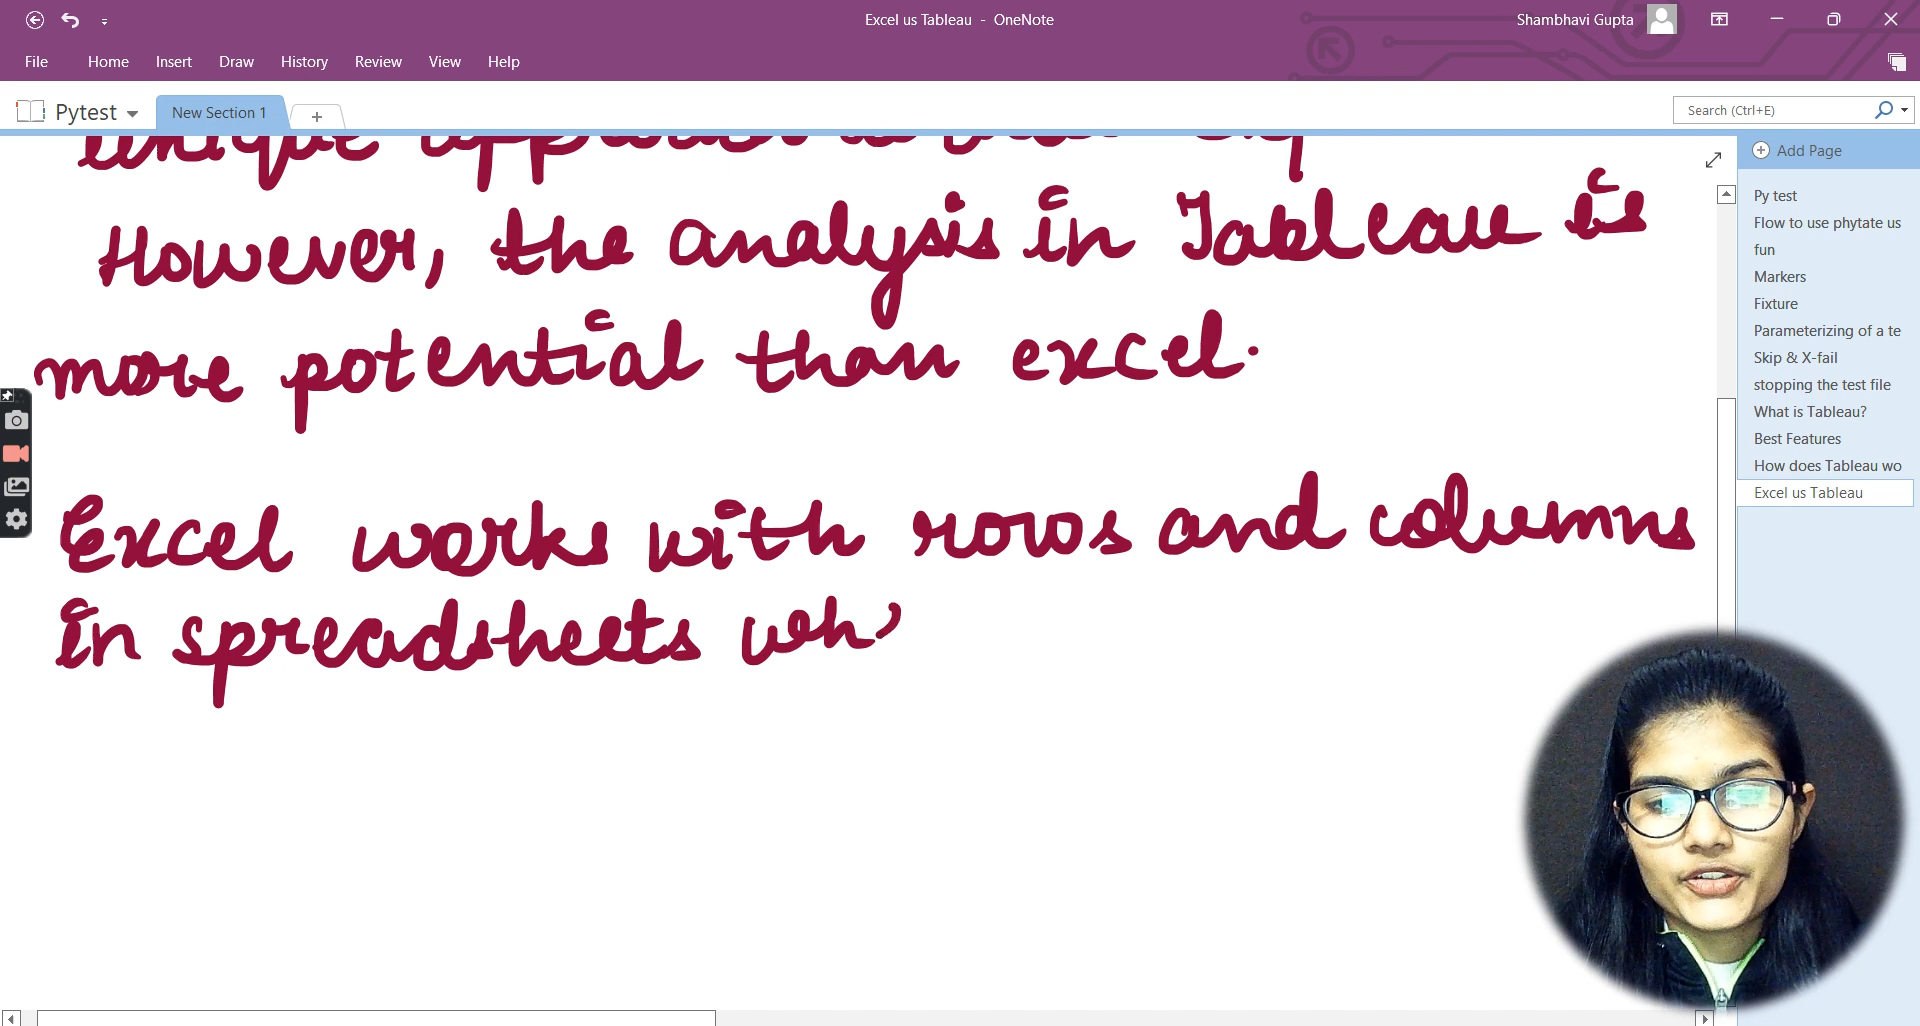 Excel us Tableau - OneNote
Shambhavi Gupta
File Home Insert Draw History Review View Help
Pytest
New Section 1
+
Search (Ctrl+E)
unique approach to
However, the analysis in Tableau is
more potential than excel.
Excel works with rows and columns
in spreadsheets wh
Add Page
Py test
Flow to use phytate us
fun
Markers
Fixture
Parameterizing of a te
Skip & X-fail
stopping the test file
What is Tableau?
Best Features
How does Tableau wo
Excel us Tableau